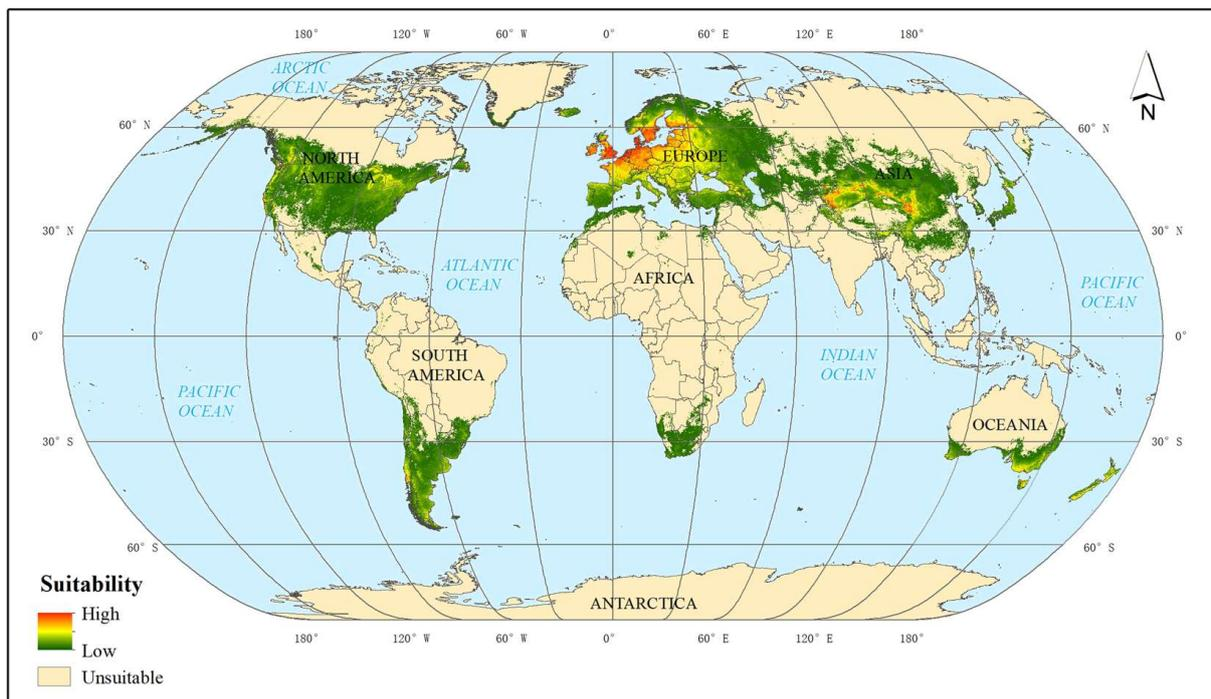 180° 120° W 60° W 0° 60° E 180°
ARCTIC
OCEAN
N
60° N 60° N
NORTH
AMERICA
EUROPE
ASIA
30° N 30° N
ATLANTIC
OCEAN
AFRICA
PACIFIC
OCEAN
0° 0°
SOUTH
AMERICA
INDIAN
OCEAN
PACIFIC
OCEAN
OCEANIA
30° S 30° S
60° S 60° S
Suitability
High
Low
Unsuitable
ANTARCTICA
180° 120° W 60° W 0° 60° E 180°